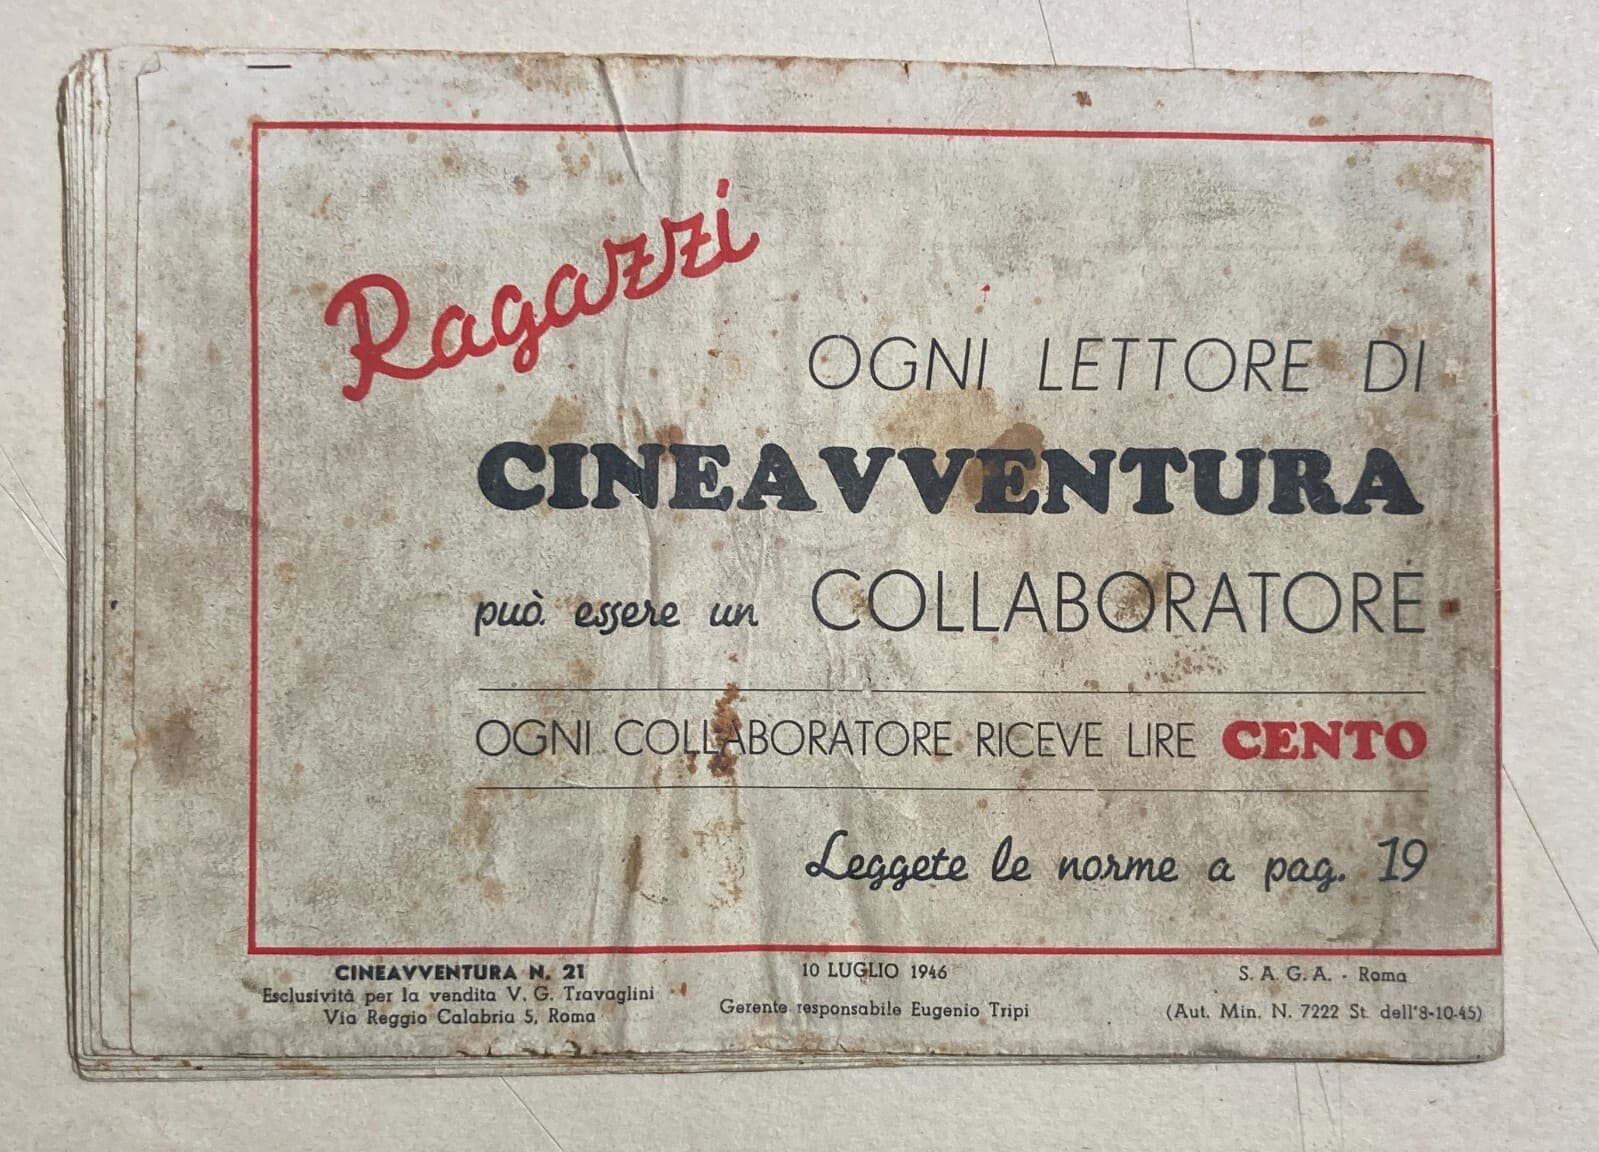 Ragazzi
OGNI LETTORE DI
CINEAVVENTURA
può essere un COLLABORATORE
OGNI COLLABORATORE RICEVE LIRE CENTO
Leggete le norme a pag. 19
CINEAVVENTURA N. 21
Esclusività per la vendita V. G. Travaglini
Via Reggio Calabria 5, Roma
10 LUGLIO 1946
Gerente responsabile Eugenio Tripi
S. A. G. A. - Roma
(Aut. Min. N. 7222 St. dell'8-10-45)